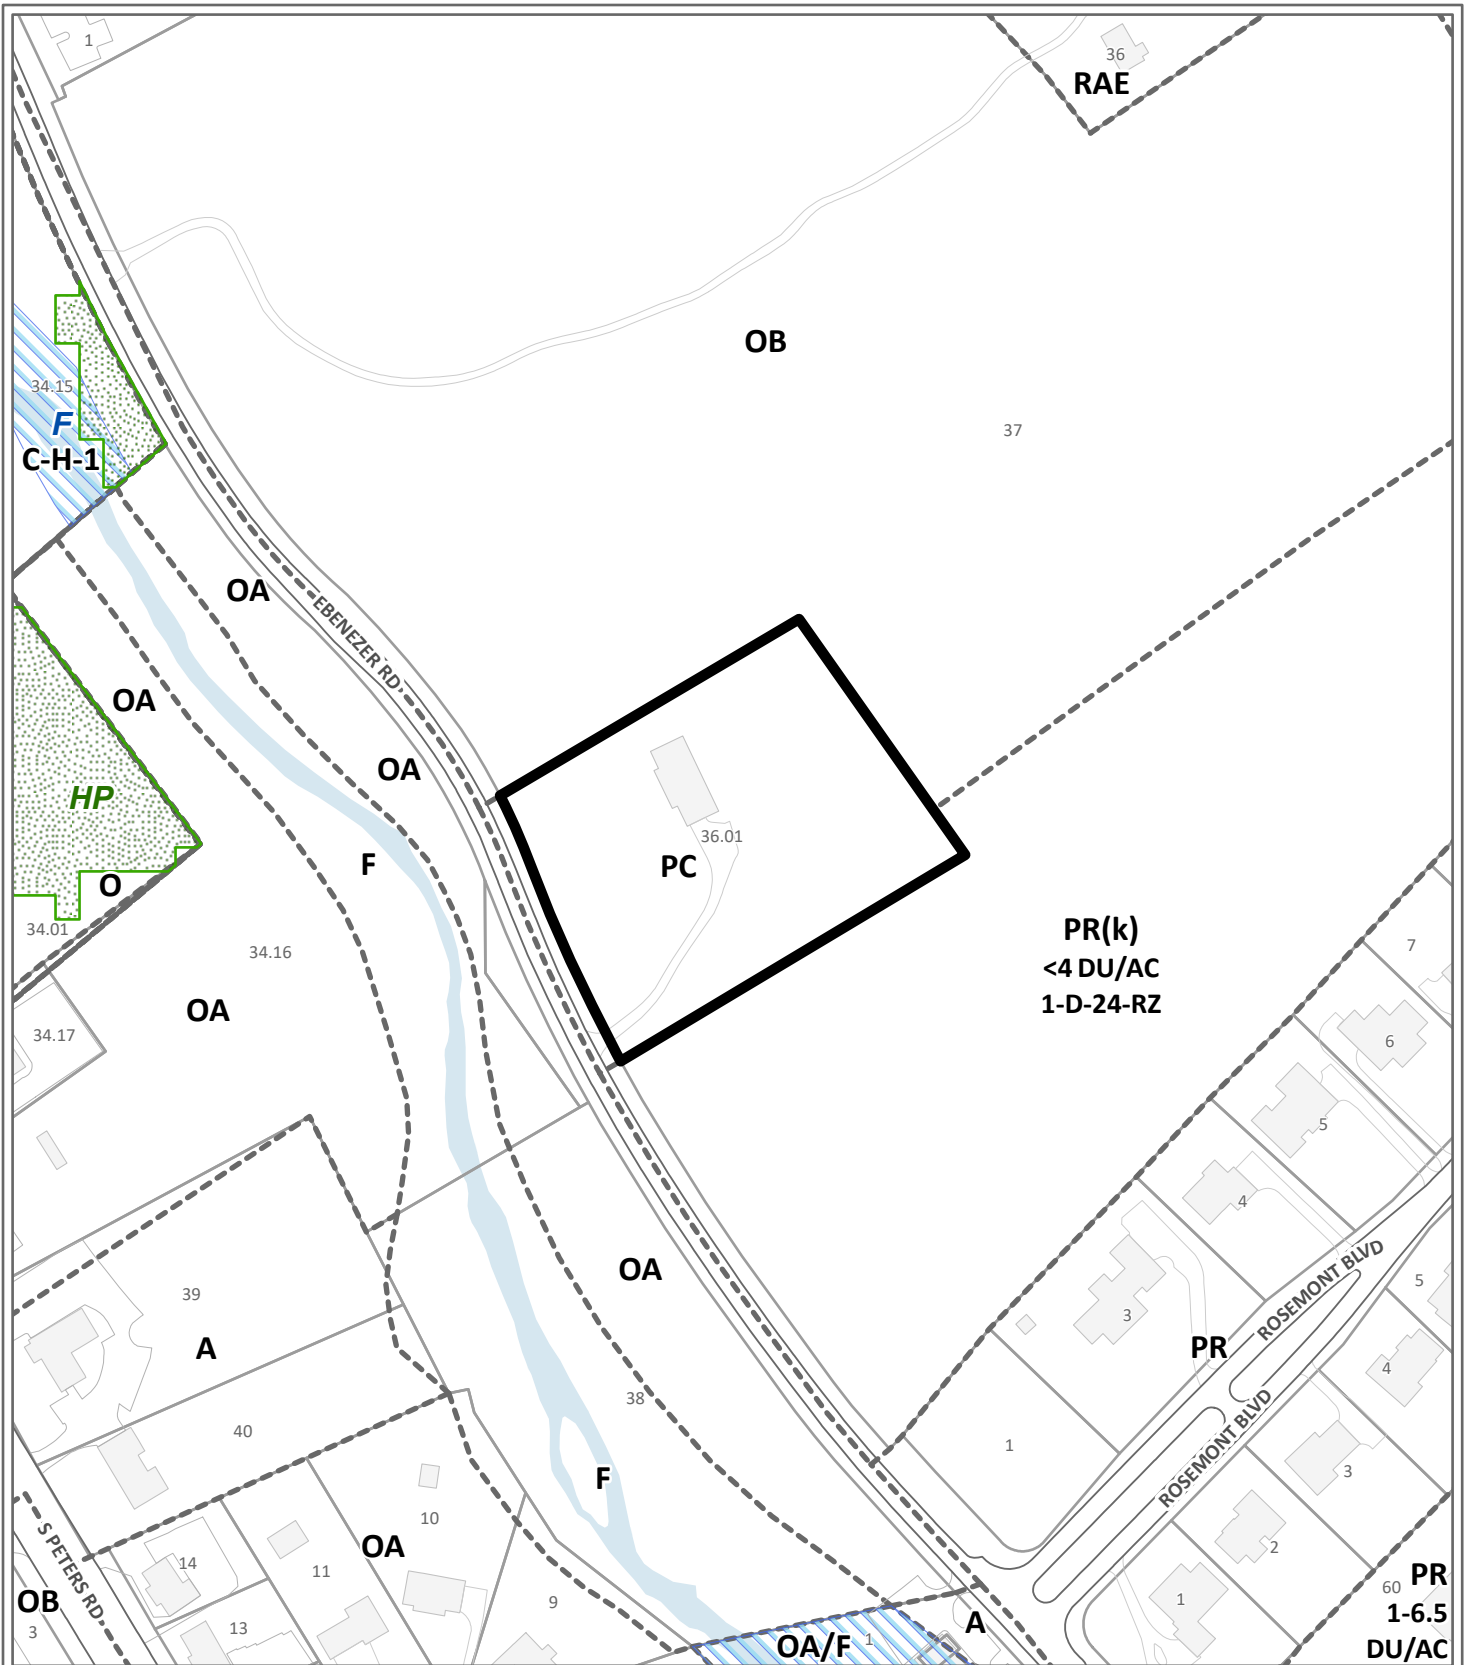 1
36
RAE
OB
37
34.15
F
C-H-1
OA
EBENEZER RD
OA
OA
HP
36.01
PC
F
O
34.01
34.16
PR(k)
<4 DU/AC
1-D-24-RZ
7
OA
34.17
6
5
4
OA
ROSEMONT BLVD
39
3
5
A
PR
4
38
40
1
ROSEMONT BLVD
3
F
10
S PETERS RD
OA
14
11
2
OB
3
13
9
1
60
PR
1-6.5
DU/AC
A
OA/F
1